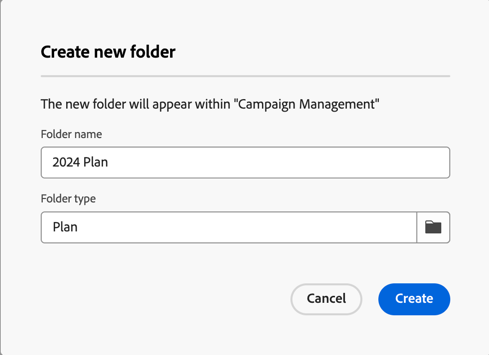 Create new folder
The new folder will appear within "Campaign Management"
Folder name
2024 Plan
Folder type
Plan
Cancel
Create